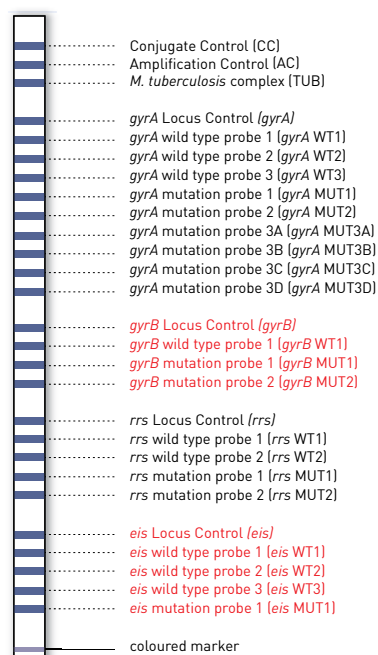 Conjugate Control (CC)
Amplification Control (AC)
M. tuberculosis complex (TUB)
gyrA Locus Control (gyrA)
gyrA wild type probe 1 (gyrA WT1)
gyrA wild type probe 2 (gyrA WT2)
gyrA wild type probe 3 (gyrA WT3)
gyrA mutation probe 1 (gyrA MUT1)
gyrA mutation probe 2 (gyrA MUT2)
gyrA mutation probe 3A (gyrA MUT3A)
gyrA mutation probe 3B (gyrA MUT3B)
gyrA mutation probe 3C (gyrA MUT3C)
gyrA mutation probe 3D (gyrA MUT3D)
gyrB Locus Control (gyrB)
gyrB wild type probe 1 (gyrB WT1)
gyrB mutation probe 1 (gyrB MUT1)
gyrB mutation probe 2 (gyrB MUT2)
rrs Locus Control (rrs)
rrs wild type probe 1 (rrs WT1)
rrs wild type probe 2 (rrs WT2)
rrs mutation probe 1 (rrs MUT1)
rrs mutation probe 2 (rrs MUT2)
eis Locus Control (eis)
eis wild type probe 1 (eis WT1)
eis wild type probe 2 (eis WT2)
eis wild type probe 3 (eis WT3)
eis mutation probe 1 (eis MUT1)
coloured marker